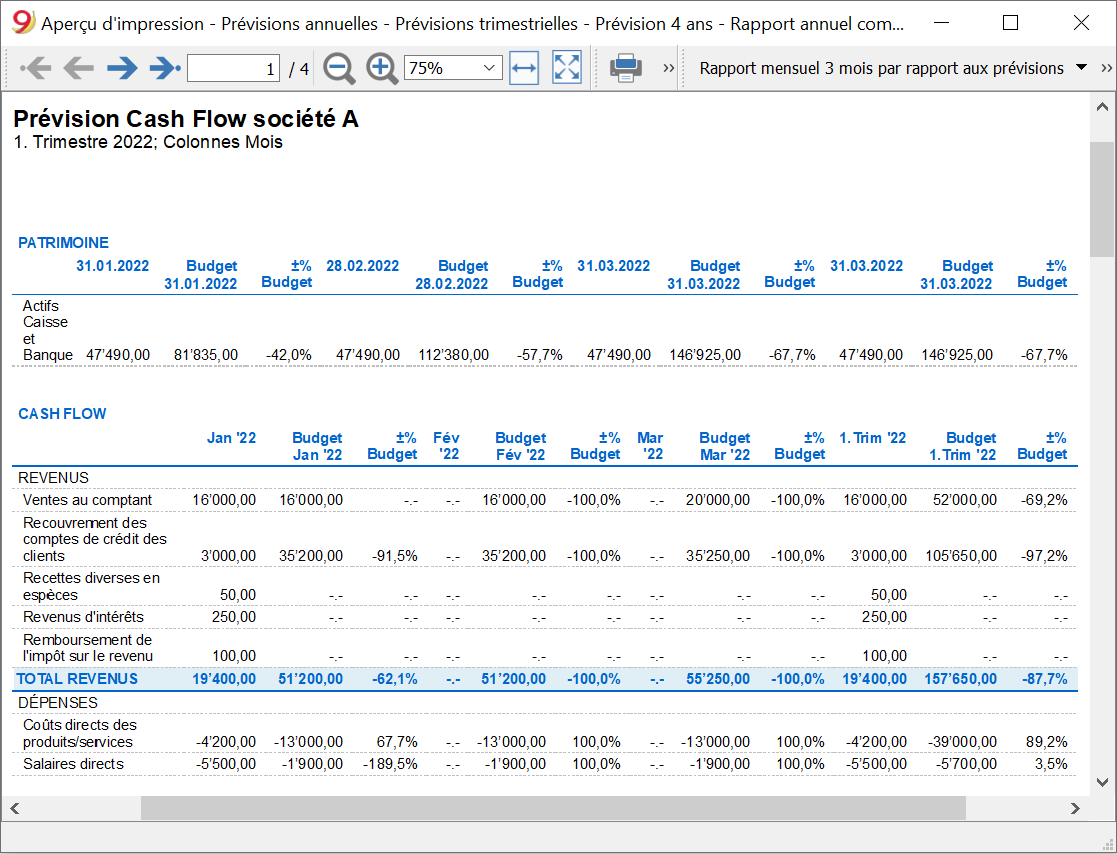 Aperçu d'impression - Prévisions annuelles - Prévisions trimestrielles - Prévision 4 ans - Rapport annuel com...
1 / 4 75% Rapport mensuel 3 mois par rapport aux prévisions
Prévision Cash Flow société A
1. Trimestre 2022; Colonnes Mois
PATRIMOINE
31.01.2022 Budget ±% 28.02.2022 Budget ±% 31.03.2022 Budget ±% 31.03.2022 Budget ±%
31.01.2022 Budget 28.02.2022 Budget 31.03.2022 Budget 31.03.2022 Budget
Actifs
Caisse
et
Banque 47'490,00 81'835,00 -42,0% 47'490,00 112'380,00 -57,7% 47'490,00 146'925,00 -67,7% 47'490,00 146'925,00 -67,7%
CASH FLOW
Jan '22 Budget ±% Fév Budget ±% Mar Budget ±% 1. Trim '22 Budget ±%
Jan '22 Budget '22 Fév '22 Budget '22 Mar '22 Budget 1. Trim '22 Budget
REVENUS
Ventes au comptant 16'000,00 16'000,00 -.- -.- 16'000,00 -100,0% -.- 20'000,00 -100,0% 16'000,00 52'000,00 -69,2%
Recouvrement des
comptes de crédit des
clients 3'000,00 35'200,00 -91,5% -.- 35'200,00 -100,0% -.- 35'250,00 -100,0% 3'000,00 105'650,00 -97,2%
Recettes diverses en
espèces 50,00 -.- -.- -.- -.- -.- -.- -.- -.- 50,00 -.- -.-
Revenus d'intérêts 250,00 -.- -.- -.- -.- -.- -.- -.- -.- 250,00 -.- -.-
Remboursement de
l'impôt sur le revenu 100,00 -.- -.- -.- -.- -.- -.- -.- -.- 100,00 -.- -.-
TOTAL REVENUS 19'400,00 51'200,00 -62,1% -.- 51'200,00 -100,0% -.- 55'250,00 -100,0% 19'400,00 157'650,00 -87,7%
DÉPENSES
Coûts directs des
produits/services -4'200,00 -13'000,00 67,7% -.- -13'000,00 100,0% -.- -13'000,00 100,0% -4'200,00 -39'000,00 89,2%
Salaires directs -5'500,00 -1'900,00 -189,5% -.- -1'900,00 100,0% -.- -1'900,00 100,0% -5'500,00 -5'700,00 3,5%